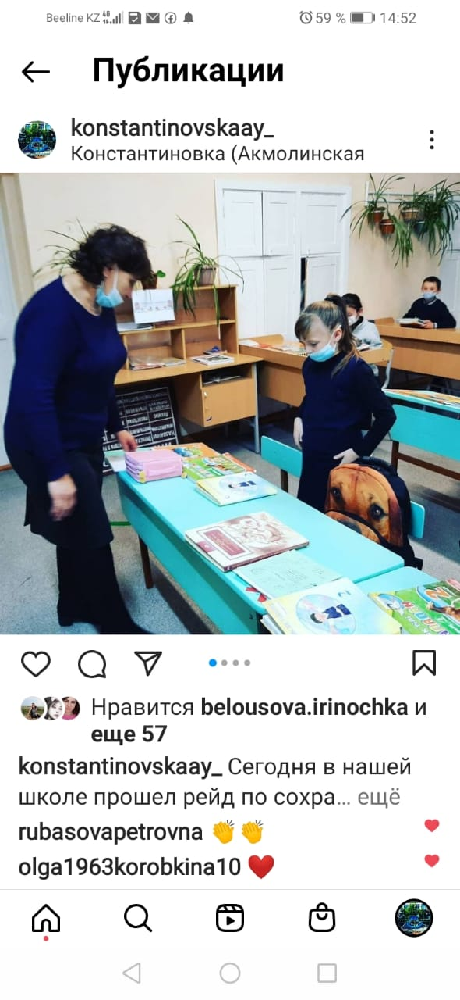 Beeline KZ 4G 59 % 14:52
Публикации
konstantinovskaay_
Константиновка (Акмолинская
Нравится belousova.irinochka и
еще 57
konstantinovskaay_ Сегодня в нашей
школе прошел рейд по сохра... ещё
rubasovapetrovna 👏👏
olga1963korobkina10 ❤️